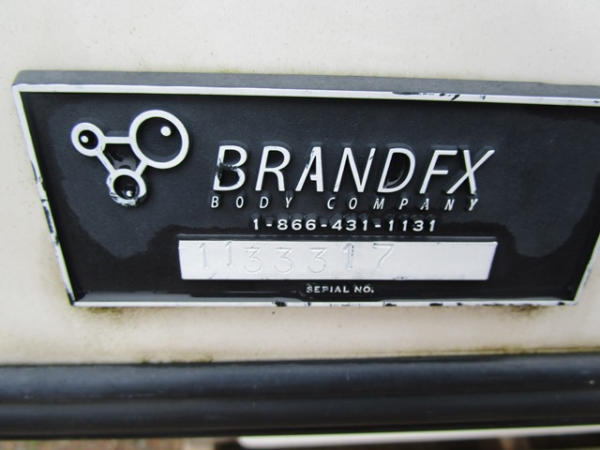 BRANDFX
BODY COMPANY
1-866-431-1131
1133317
SERIAL NO.